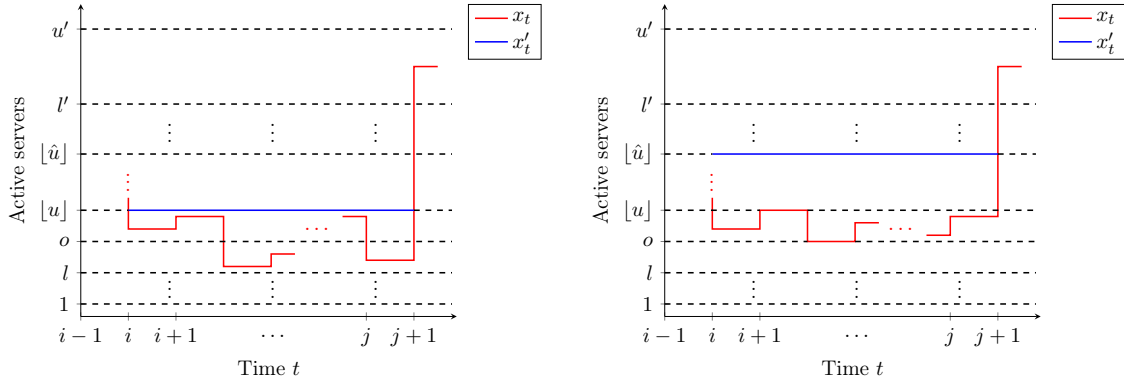 u′
l′
⌊û⌋
⌊u⌋
o
l
1
Active servers
i − 1
i
i + 1
⋯
j
j + 1
Time t
x_t
x′_t
u′
l′
⌊û⌋
⌊u⌋
o
l
1
Active servers
i − 1
i
i + 1
⋯
j
j + 1
Time t
x_t
x′_t